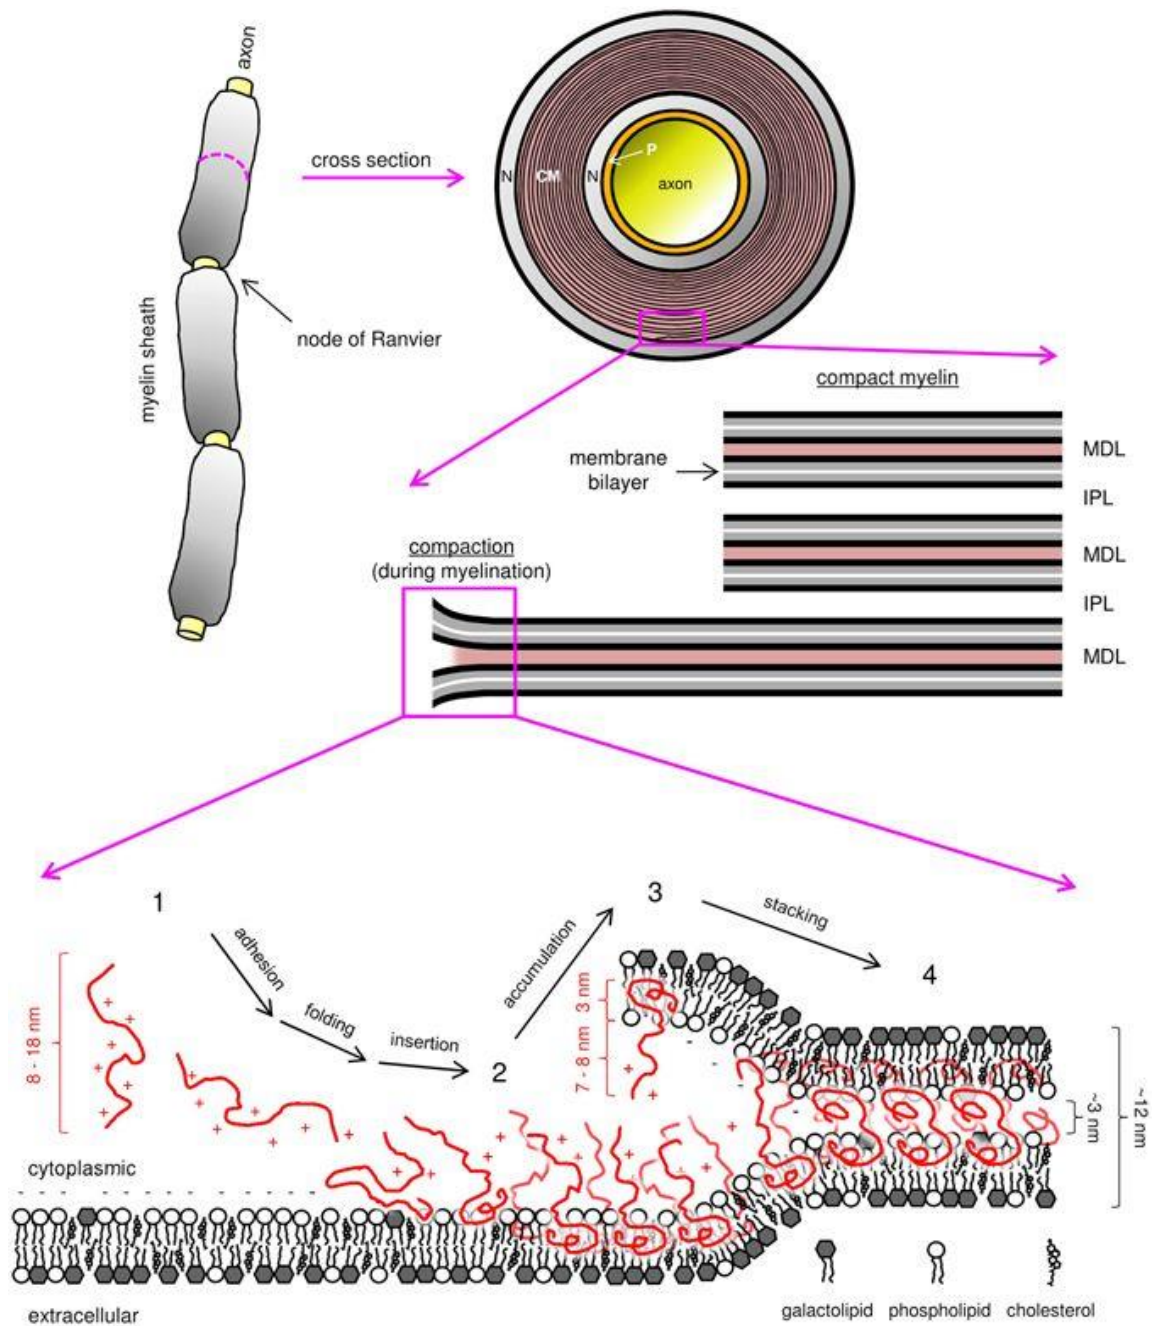 axon
cross section
N
CM
N
P
axon
node of Ranvier
myelin sheath
compact myelin
membrane
bilayer
MDL
IPL
MDL
IPL
MDL
compaction
(during myelination)
1
adhesion
folding
insertion
2
accumulation
3
stacking
4
8 - 18 nm
3 nm
7 - 8 nm
~3 nm
~12 nm
cytoplasmic
extracellular
galactolipid
phospholipid
cholesterol